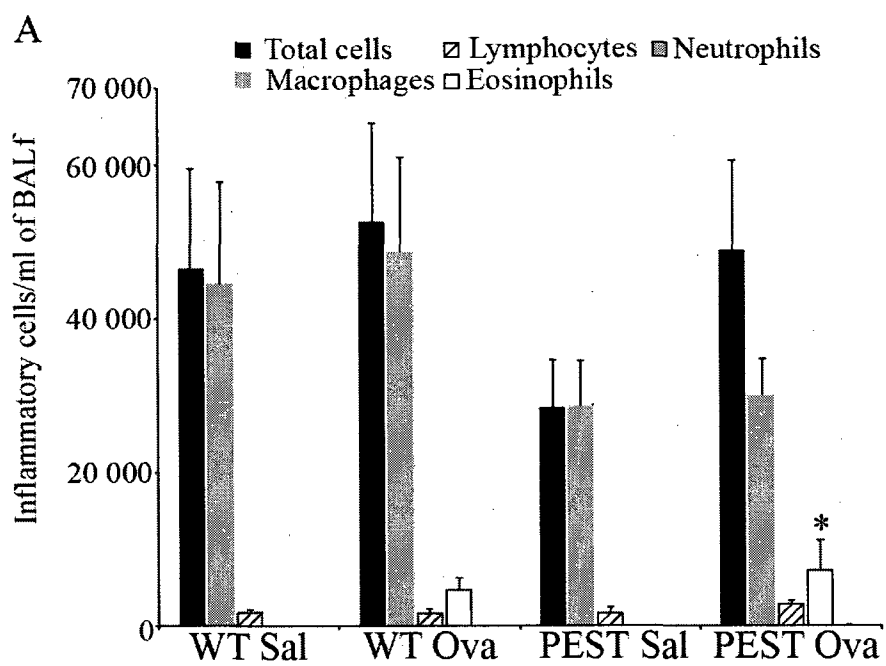 A
Total cells Lymphocytes Neutrophils
Macrophages Eosinophils
Inflammatory cells/ml of BALf
70 000
60 000
40 000
20 000
0
*
WT Sal WT Ova PEST Sal PEST Ova